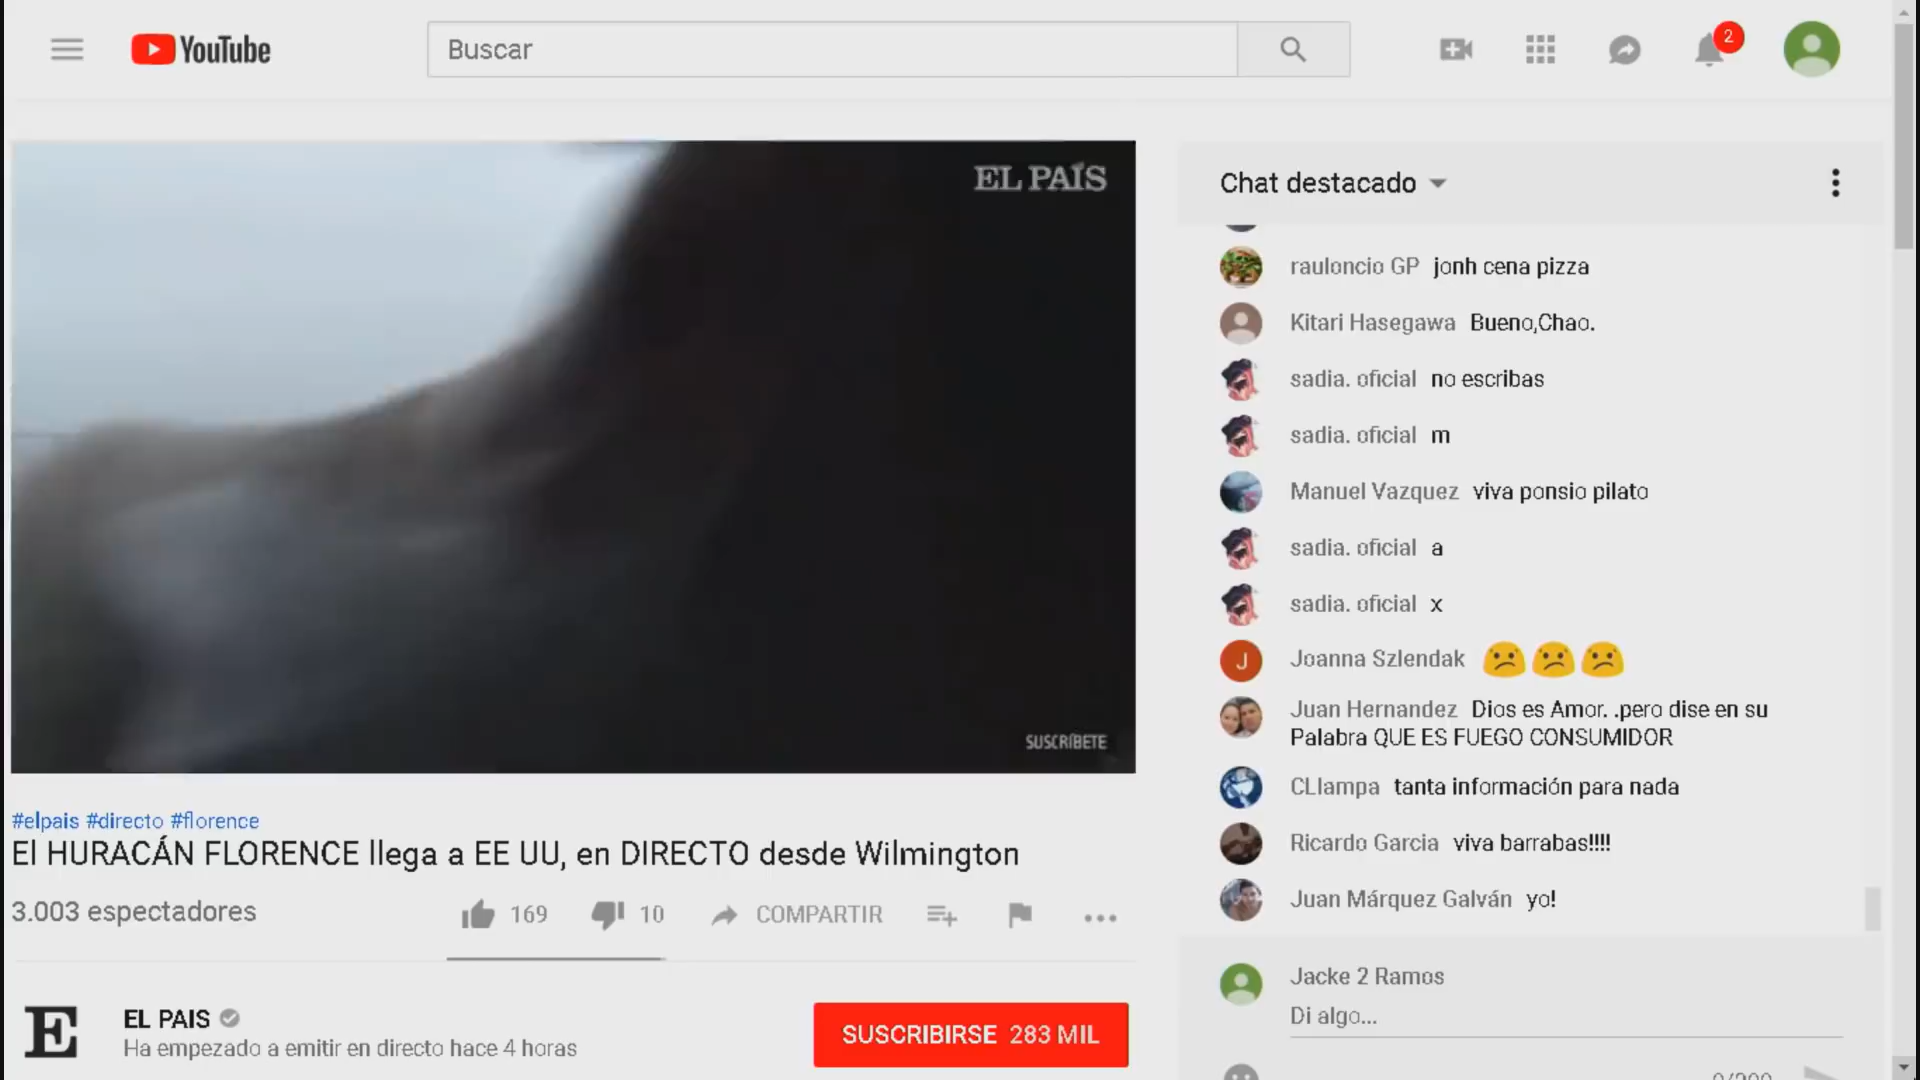 YouTube
Buscar
2
EL PAÍS
SUSCRÍBETE
#elpais #directo #florence
El HURACÁN FLORENCE llega a EE UU, en DIRECTO desde Wilmington
3.003 espectadores
169
10
COMPARTIR
E
EL PAIS
Ha empezado a emitir en directo hace 4 horas
SUSCRIBIRSE 283 MIL
Chat destacado
rauloncio GP jonh cena pizza
Kitari Hasegawa Bueno,Chao.
sadia. oficial no escribas
sadia. oficial m
Manuel Vazquez viva ponsio pilato
sadia. oficial a
sadia. oficial x
J
Joanna Szlendak
Juan Hernandez Dios es Amor. .pero dise en su
Palabra QUE ES FUEGO CONSUMIDOR
CLlampa tanta información para nada
Ricardo Garcia viva barrabas!!!!
Juan Márquez Galván yo!
Jacke 2 Ramos
Di algo...
0/200